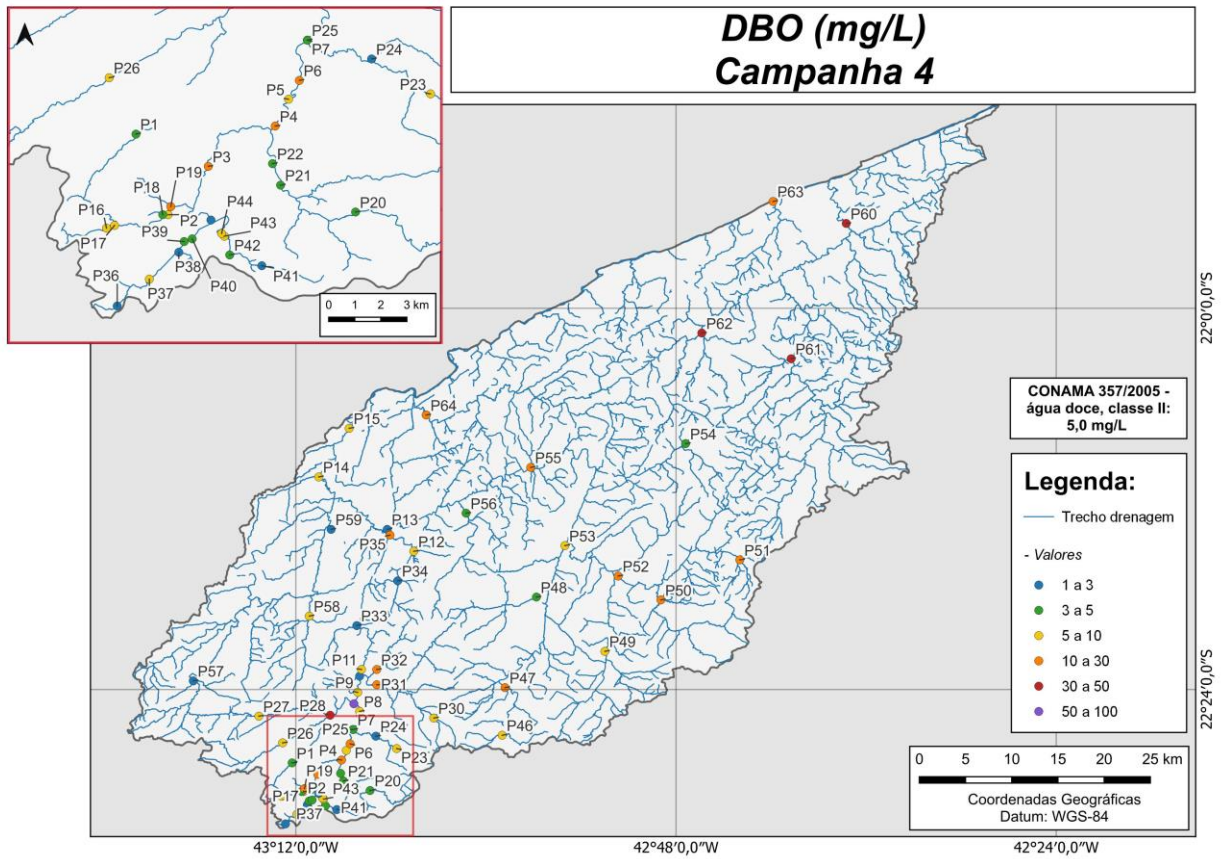 DBO (mg/L)
Campanha 4
P25
P7
P24
P26
P6
P5
P23
P4
P1
P3
P22
P21
P18
P19
P44
P20
P16
P2
P43
P17
P39
P42
P38
P41
P36
P40
P37
0 1 2 3 km
P63
P60
22°0,0"S
P62
P61
CONAMA 357/2005 -
água doce, classe II:
5,0 mg/L
P64
P15
P54
P55
P14
Legenda:
Trecho drenagem
- Valores
1 a 3
3 a 5
5 a 10
10 a 30
30 a 50
50 a 100
P56
P59
P13
P35
P12
P53
P51
P34
P52
P48
P50
P58
P33
P49
P11
P32
P57
P9
P31
P47
22°24,0"S
P8
P27
P28
P30
P7
P25
P24
P46
P26
P4
P6
P23
P1
P21
P19
P20
P17
P2
P43
P37
P41
0 5 10 15 20 25 km
Coordenadas Geográficas
Datum: WGS-84
43°12,0"W
42°48,0"W
42°24,0"W